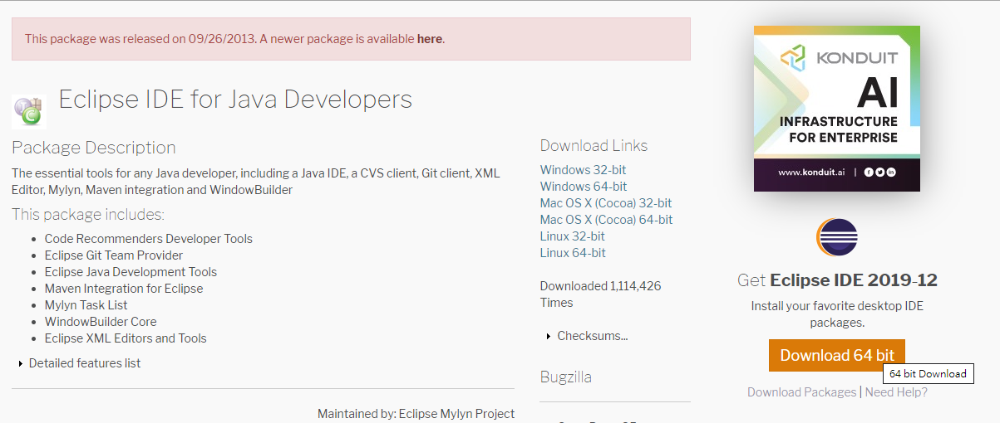 This package was released on 09/26/2013. A newer package is available here.
Eclipse IDE for Java Developers
Package Description
The essential tools for any Java developer, including a Java IDE, a CVS client, Git client, XML
Editor, Mylyn, Maven integration and WindowBuilder
This package includes:
Code Recommenders Developer Tools
Eclipse Git Team Provider
Eclipse Java Development Tools
Maven Integration for Eclipse
Mylyn Task List
WindowBuilder Core
Eclipse XML Editors and Tools
Detailed features list
Maintained by: Eclipse Mylyn Project
Download Links
Windows 32-bit
Windows 64-bit
Mac OS X (Cocoa) 32-bit
Mac OS X (Cocoa) 64-bit
Linux 32-bit
Linux 64-bit
Downloaded 1,114,426
Times
Checksums...
Bugzilla
KONDUIT
AI
INFRASTRUCTURE
FOR ENTERPRISE
www.konduit.ai |
Get Eclipse IDE 2019-12
Install your favorite desktop IDE
packages.
Download 64 bit
64 bit Download
Download Packages | Need Help?